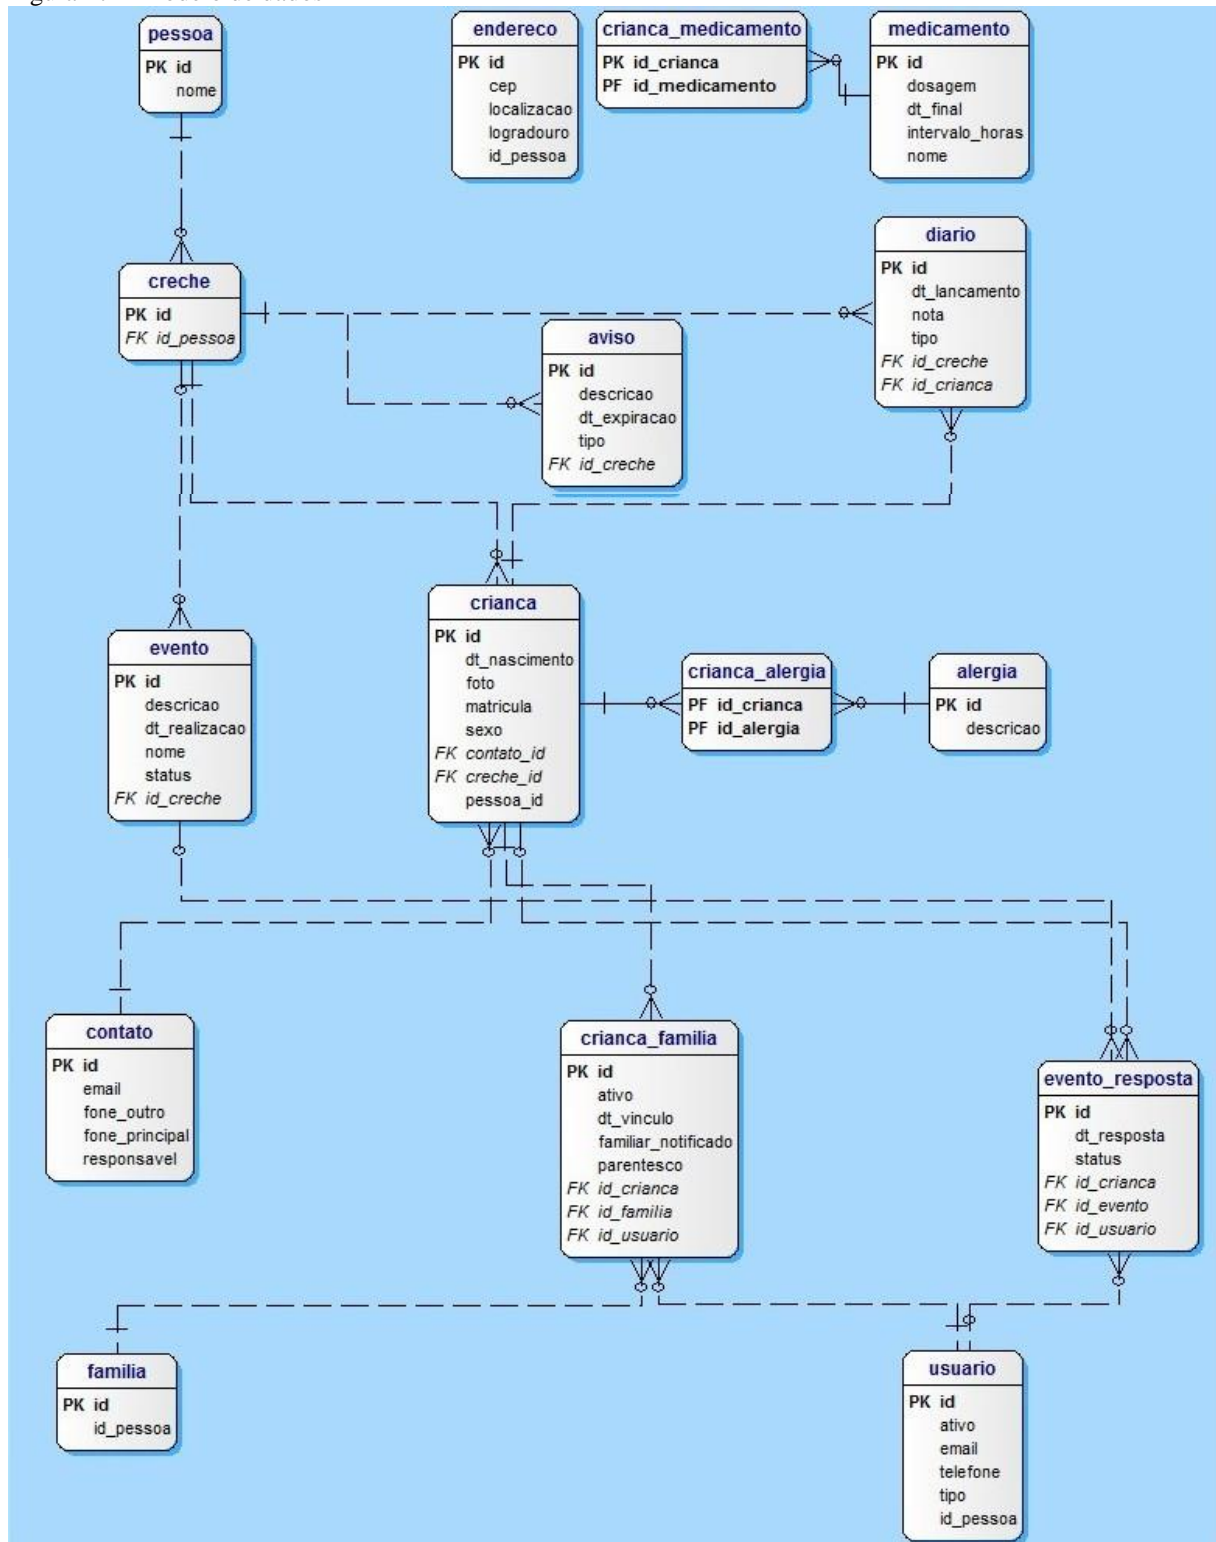 pessoa
PK id
nome
endereco
PK id
cep
localizacao
logradouro
id_pessoa
crianca_medicamento
PK id_crianca
PF id_medicamento
medicamento
PK id
dosagem
dt_final
intervalo_horas
nome
creche
PK id
FK id_pessoa
aviso
PK id
descricao
dt_expiracao
tipo
FK id_creche
diario
PK id
dt_lancamento
nota
tipo
FK id_creche
FK id_crianca
evento
PK id
descricao
dt_realizacao
nome
status
FK id_creche
crianca
PK id
dt_nascimento
foto
matricula
sexo
FK contato_id
FK creche_id
pessoa_id
crianca_alergia
PF id_crianca
PF id_alergia
alergia
PK id
descricao
contato
PK id
email
fone_outro
fone_principal
responsavel
crianca_familia
PK id
ativo
dt_vinculo
familiar_notificado
parentesco
FK id_crianca
FK id_familia
FK id_usuario
evento_resposta
PK id
dt_resposta
status
FK id_crianca
FK id_evento
FK id_usuario
familia
PK id
id_pessoa
usuario
PK id
ativo
email
telefone
tipo
id_pessoa